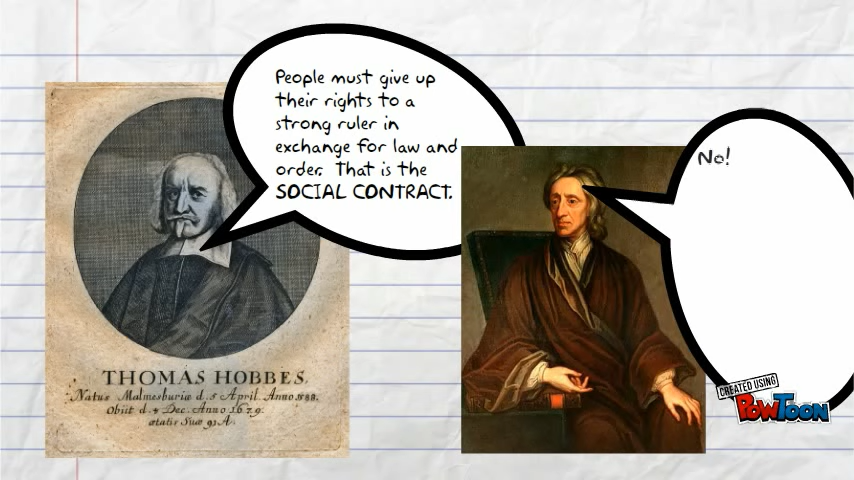 People must give up
their rights to a
strong ruler in
exchange for law and
order. That is the
SOCIAL CONTRACT.
No!
THOMAS HOBBES.
Natus Malmesburiæ d. 5 April. Anno 1588.
Obiit d. 4 Dec. Anno 1679.
ætatis Suæ 91 A.
CREATED USING
POWTOON